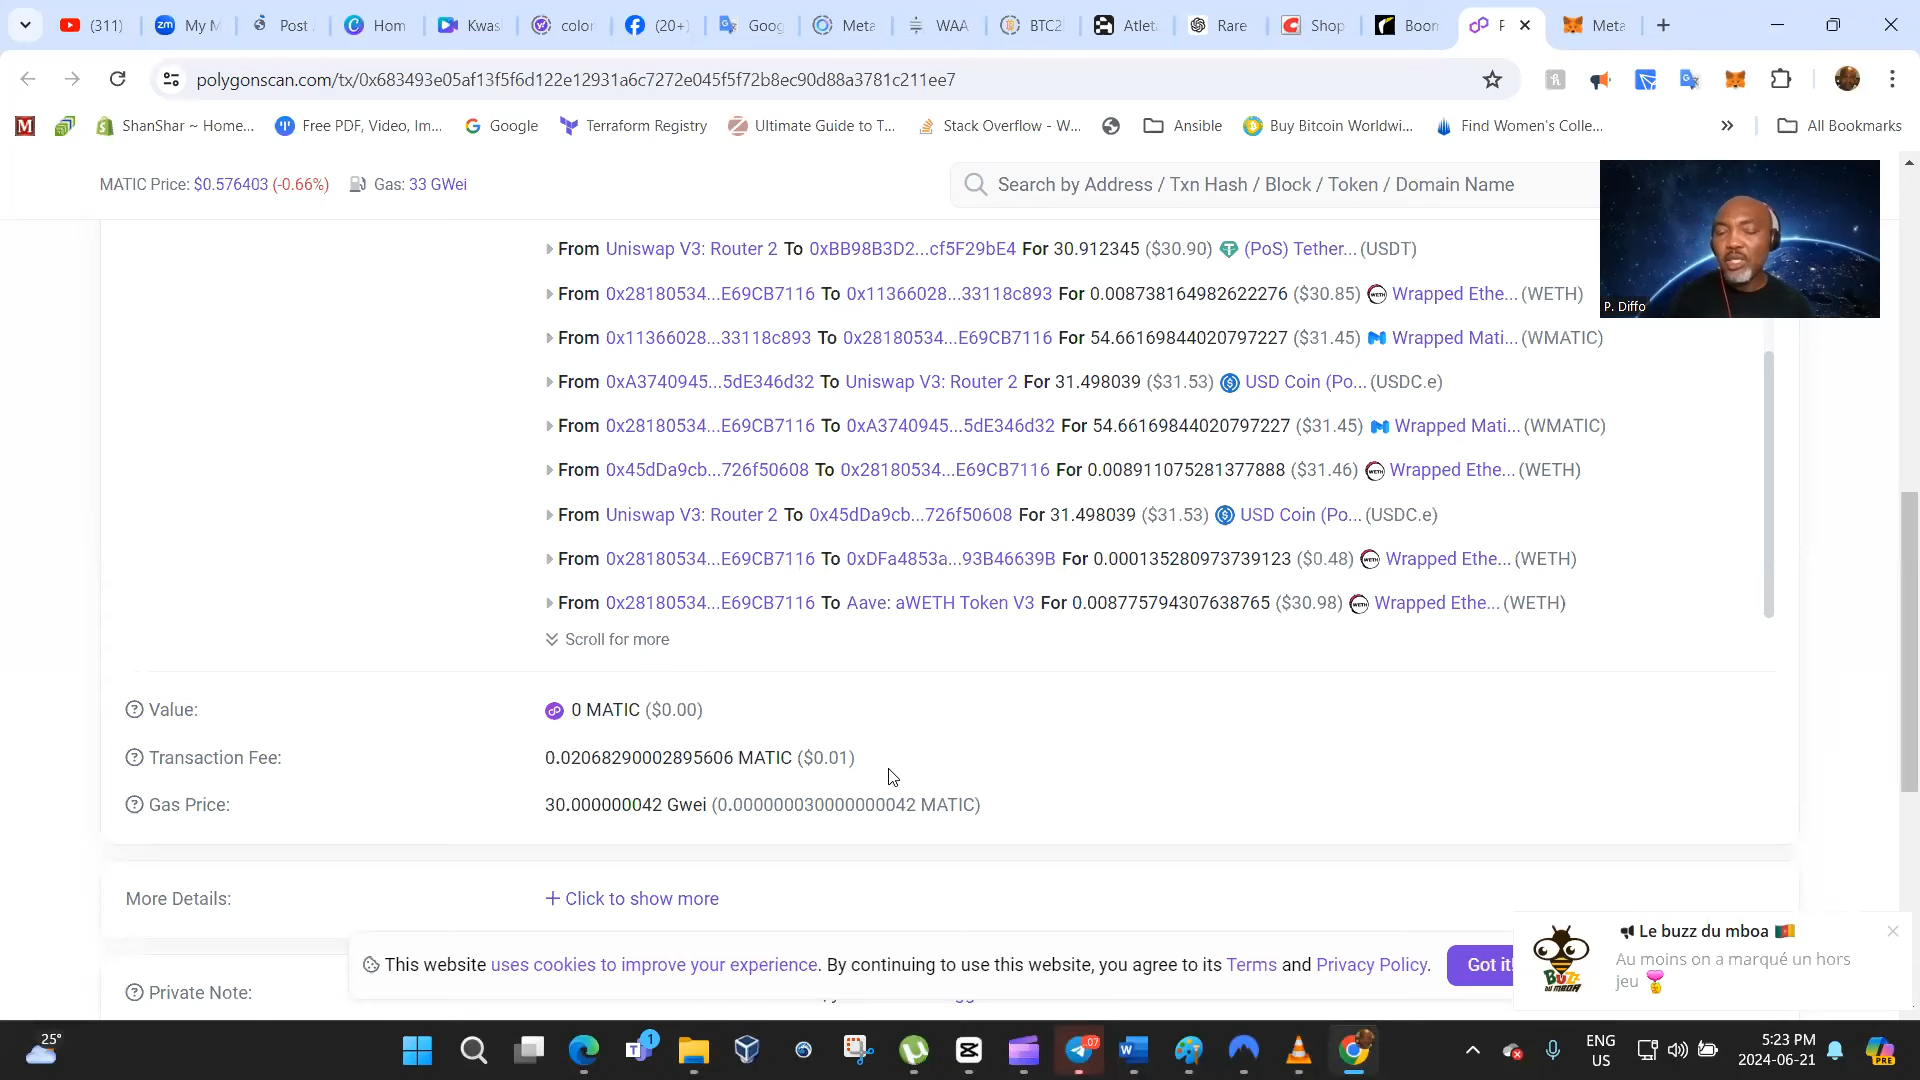 (311)
My M
Post
Hom
Kwas
color
(20+)
Goog
Meta
WAA
BTC2
Atlet
Rare
Shop
Boom
P
Meta
polygonscan.com/tx/0x683493e05af13f5f6d122e12931a6c7272e045f5f72b8ec90d88a3781c211ee7
ShanShar ~ Home...
Free PDF, Video, Im...
Google
Terraform Registry
Ultimate Guide to T...
Stack Overflow - W...
Ansible
Buy Bitcoin Worldwi...
Find Women's Colle...
All Bookmarks
MATIC Price: $0.576403 (-0.66%)
Gas: 33 GWei
Search by Address / Txn Hash / Block / Token / Domain Name
P. Diffo
From Uniswap V3: Router 2 To 0xBB98B3D2...cf5F29bE4 For 30.912345 ($30.90) (PoS) Tether... (USDT)
From 0x28180534...E69CB7116 To 0x11366028...33118c893 For 0.008738164982622276 ($30.85) Wrapped Ethe... (WETH)
From 0x11366028...33118c893 To 0x28180534...E69CB7116 For 54.66169844020797227 ($31.45) Wrapped Mati... (WMATIC)
From 0xA3740945...5dE346d32 To Uniswap V3: Router 2 For 31.498039 ($31.53) USD Coin (Po... (USDC.e)
From 0x28180534...E69CB7116 To 0xA3740945...5dE346d32 For 54.66169844020797227 ($31.45) Wrapped Mati... (WMATIC)
From 0x45dDa9cb...726f50608 To 0x28180534...E69CB7116 For 0.008911075281377888 ($31.46) Wrapped Ethe... (WETH)
From Uniswap V3: Router 2 To 0x45dDa9cb...726f50608 For 31.498039 ($31.53) USD Coin (Po... (USDC.e)
From 0x28180534...E69CB7116 To 0xDFa4853a...93B46639B For 0.000135280973739123 ($0.48) Wrapped Ethe... (WETH)
From 0x28180534...E69CB7116 To Aave: aWETH Token V3 For 0.008775794307638765 ($30.98) Wrapped Ethe... (WETH)
Scroll for more
Value:
0 MATIC ($0.00)
Transaction Fee:
0.02068290002895606 MATIC ($0.01)
Gas Price:
30.000000042 Gwei (0.000000030000000042 MATIC)
More Details:
+ Click to show more
This website uses cookies to improve your experience. By continuing to use this website, you agree to its Terms and Privacy Policy.
Got it!
Private Note:
Le buzz du mboa
Au moins on a marqué un hors
jeu
BUZZ
DU MBOA
25°
1
07
ENG
US
5:23 PM
2024-06-21
PRE